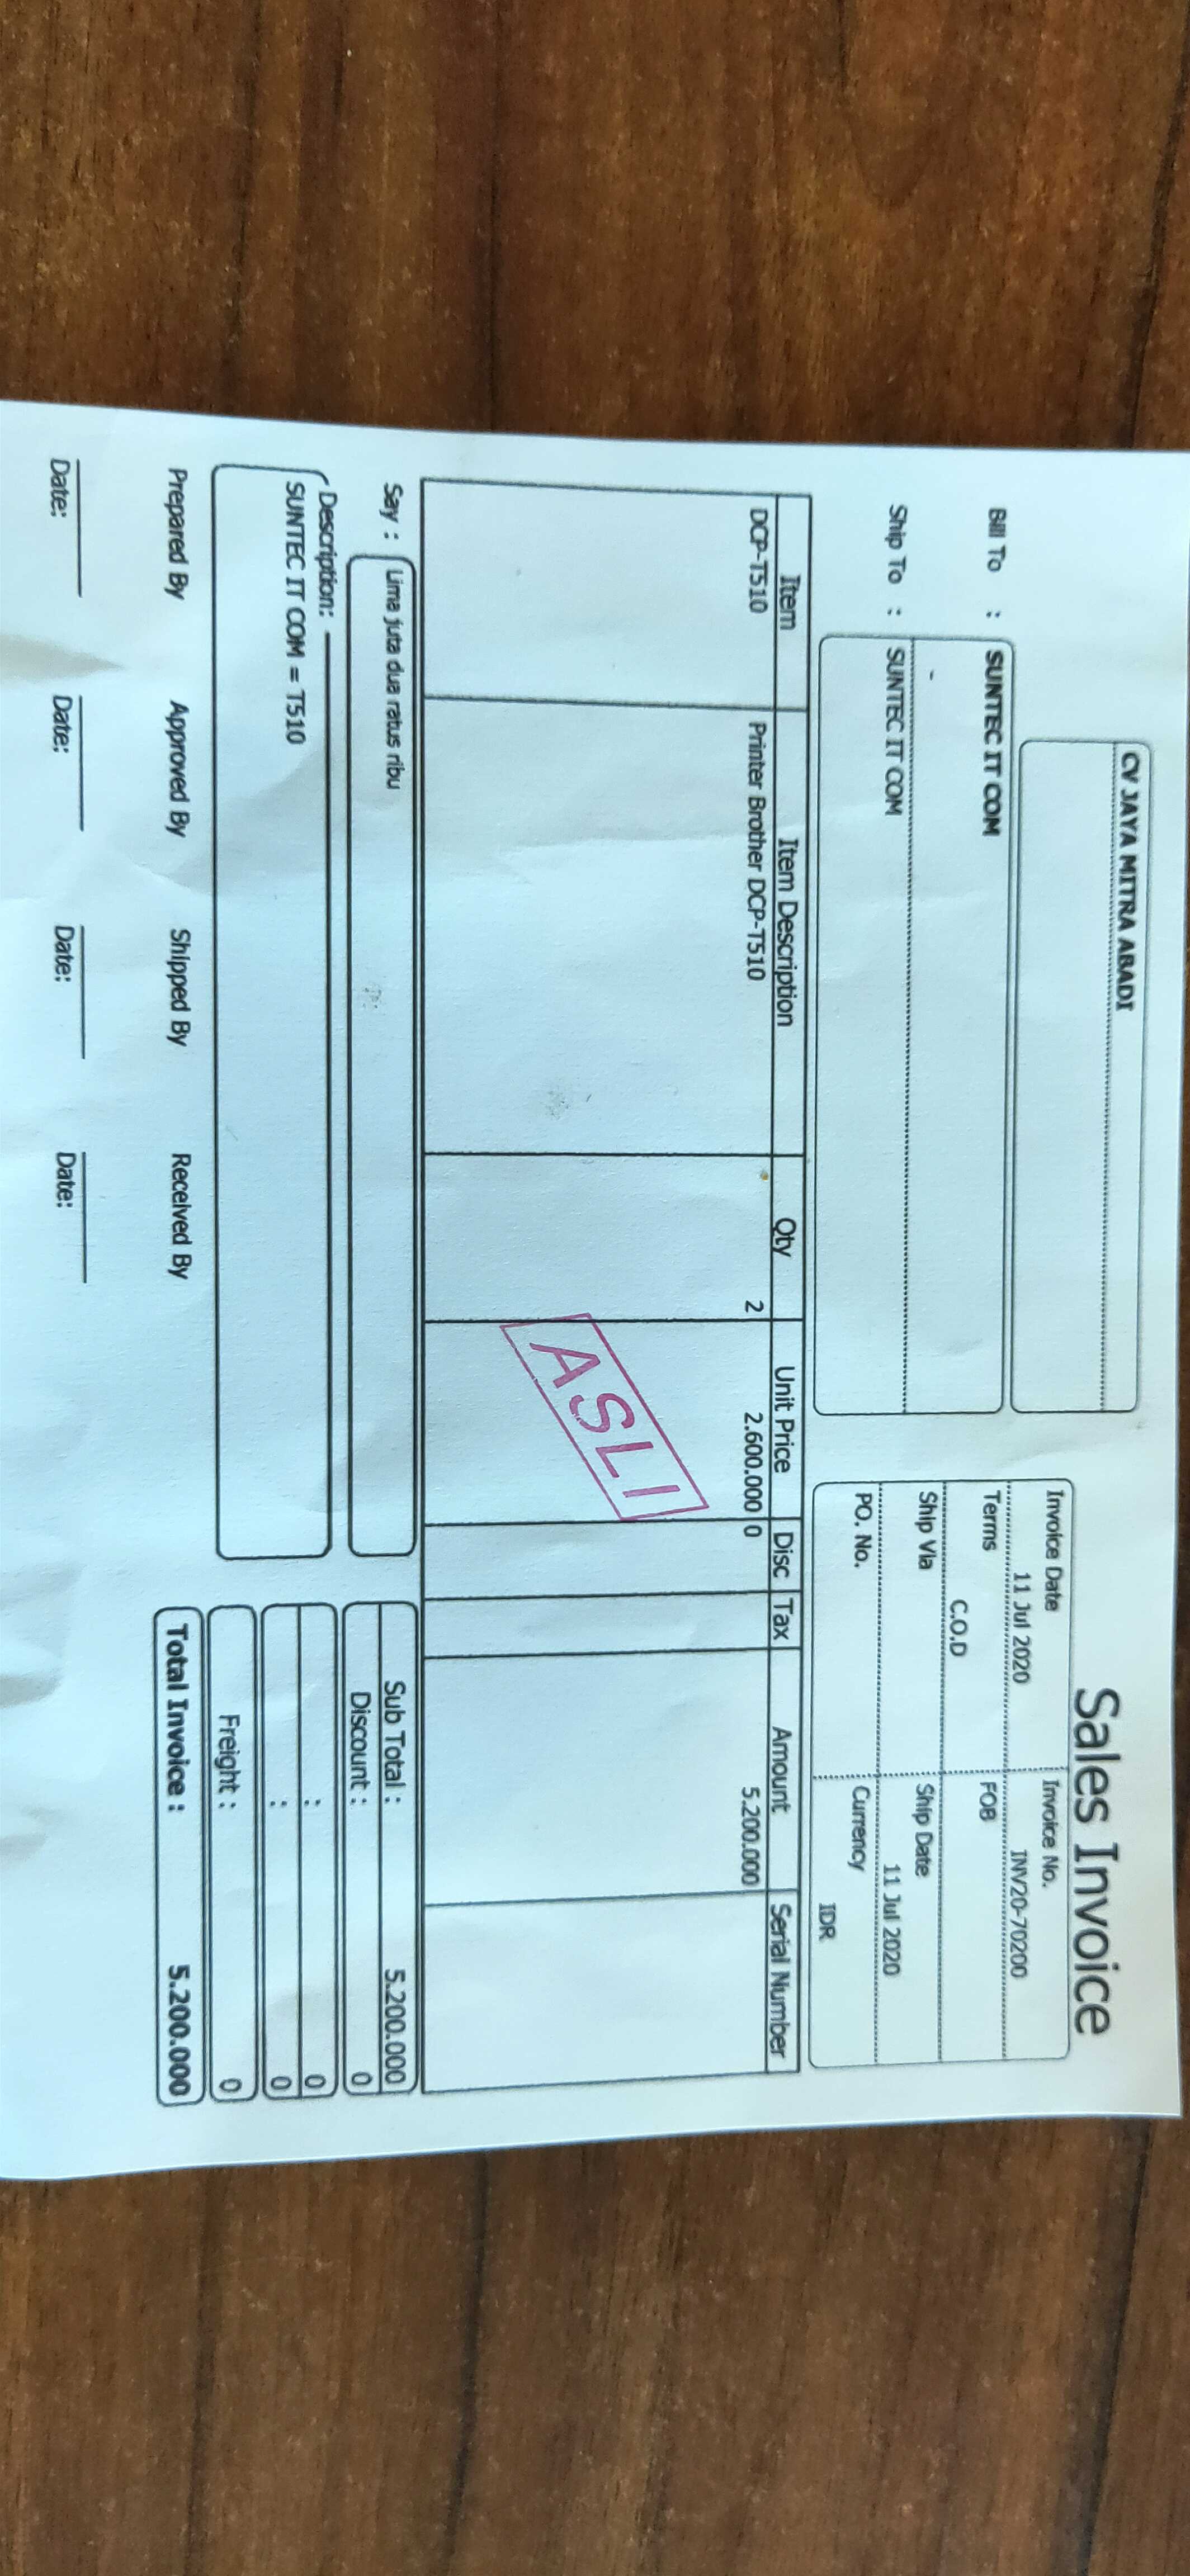 Sales Invoice
CV JAYA MITRA ABADI
Bill To : SUNTEC IT COM
-
Ship To : SUNTEC IT COM
Invoice Date 11 Jul 2020
Invoice No. INV20-70200
Terms C.O.D
FOB
Ship Via
Ship Date 11 Jul 2020
PO. No.
Currency IDR
Item Item Description Qty Unit Price Disc Tax Amount Serial Number
DCP-T510 Printer Brother DCP-T510 2 2.600.000 0 5.200.000
ASLI
Say : Lima juta dua ratus ribu
Description:
SUNTEC IT COM = T510
Sub Total : 5.200.000
Discount : 0
: 0
: 0
Freight : 0
Total Invoice : 5.200.000
Prepared By Approved By Shipped By Received By
Date: Date: Date: Date: